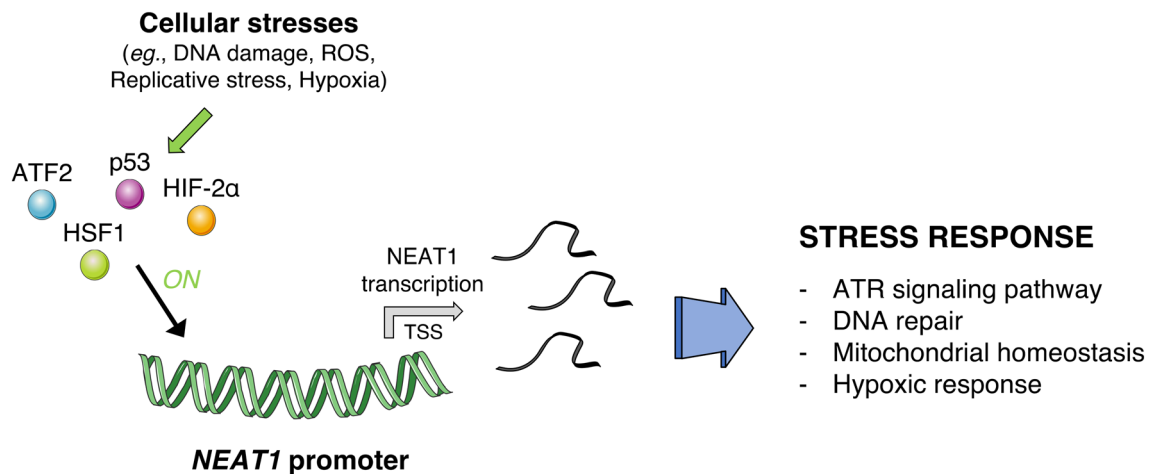 Cellular stresses
(eg., DNA damage, ROS,
Replicative stress, Hypoxia)
ATF2
p53
HIF-2α
HSF1
ON
NEAT1
transcription
TSS
NEAT1 promoter
STRESS RESPONSE
- ATR signaling pathway
- DNA repair
- Mitochondrial homeostasis
- Hypoxic response